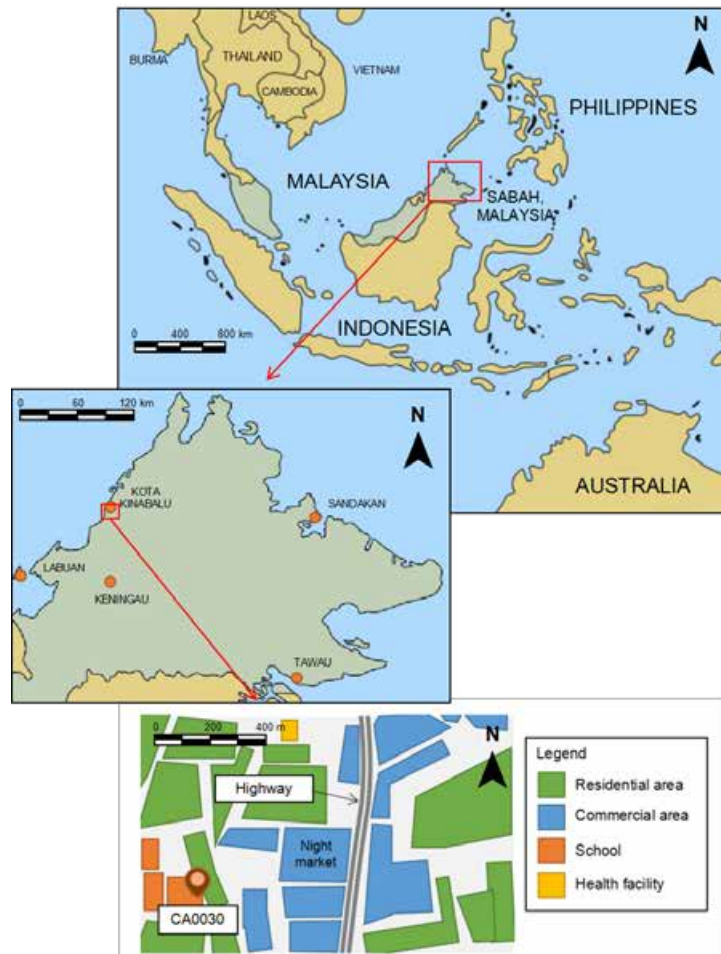 LAOS
N
BURMA
THAILAND
VIETNAM
CAMBODIA
PHILIPPINES
MALAYSIA
SABAH,
MALAYSIA
INDONESIA
0 400 800 km
AUSTRALIA
0 60 120 km
N
KOTA
KINABALU
SANDAKAN
LABUAN
KENINGAU
TAWAU
0 200 400 m
N
Highway
Night
market
CA0030
Legend
Residential area
Commercial area
School
Health facility